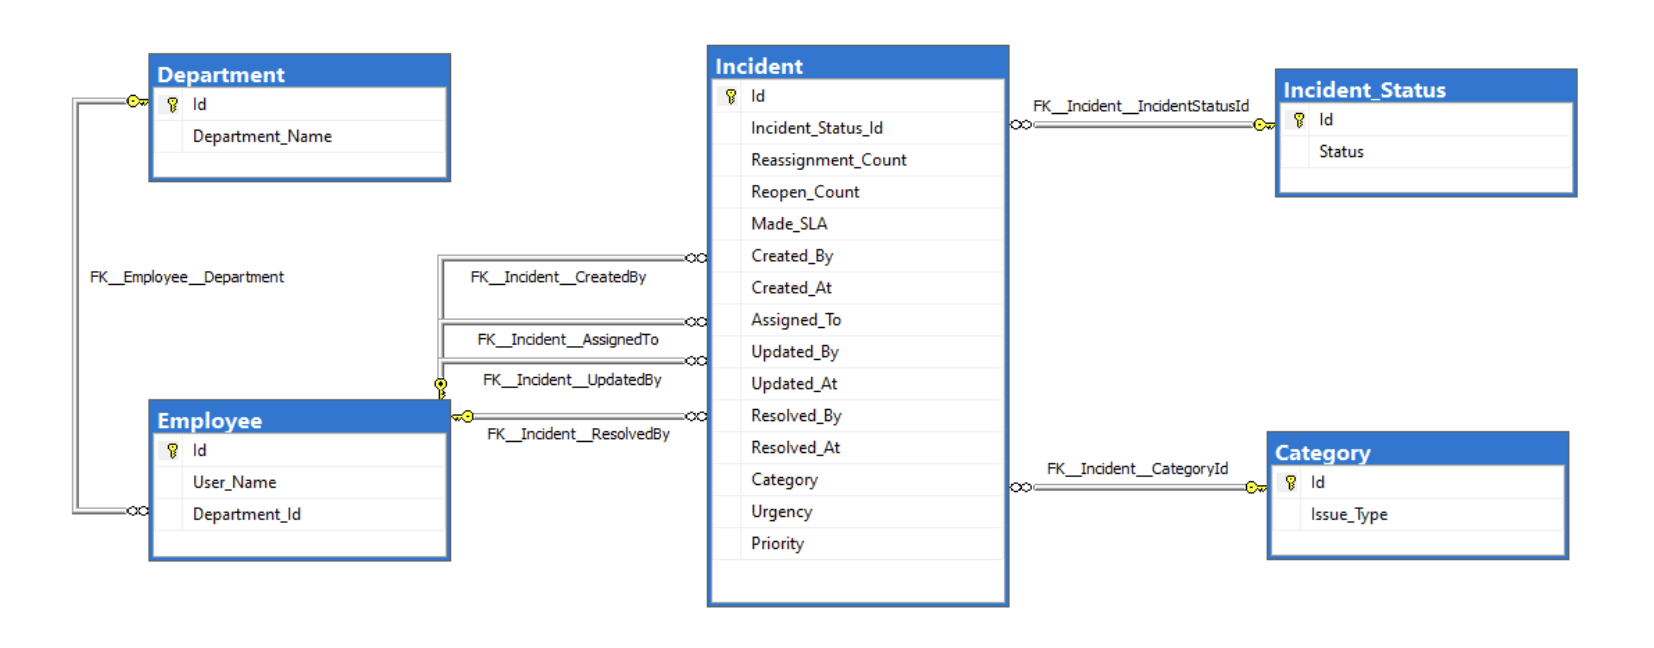 Department
Id
Department_Name
FK__Employee__Department
Employee
Id
User_Name
Department_Id
FK__Incident__CreatedBy
FK__Incident__AssignedTo
FK__Incident__UpdatedBy
FK__Incident__ResolvedBy
Incident
Id
Incident_Status_Id
Reassignment_Count
Reopen_Count
Made_SLA
Created_By
Created_At
Assigned_To
Updated_By
Updated_At
Resolved_By
Resolved_At
Category
Urgency
Priority
FK__Incident__IncidentStatusId
Incident_Status
Id
Status
FK__Incident__CategoryId
Category
Id
Issue_Type